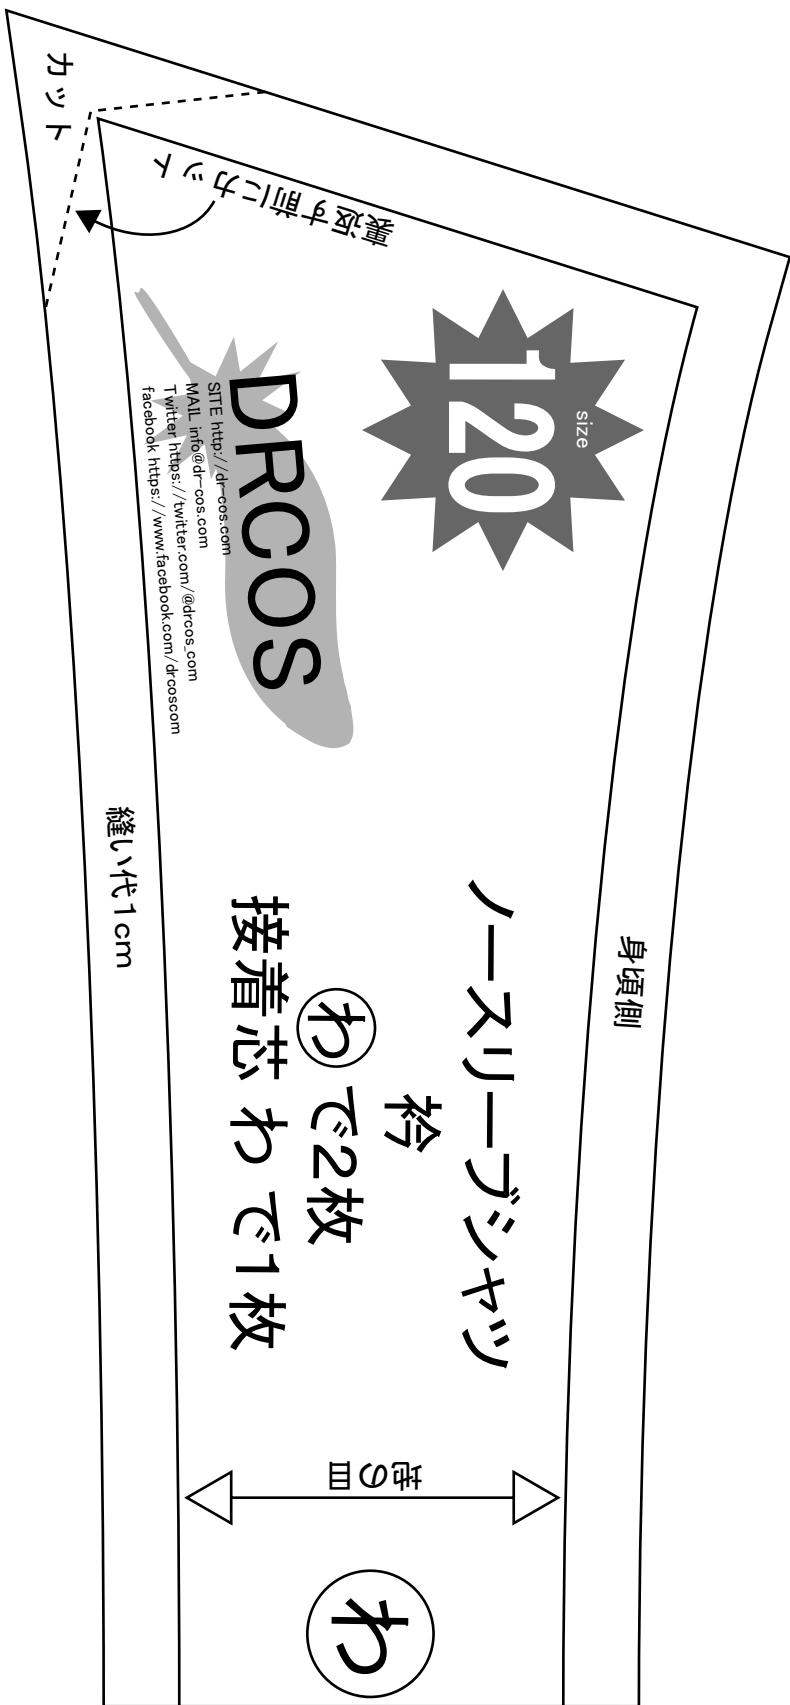 カット
裏返す前にカット
size
120
DRCOS
SITE http://dr-cos.com
MAIL info@dr-cos.com
Twitter https://twitter.com/@drcos_com
facebook https://www.facebook.com/drcoscom
縫い代1cm
身頃側
ノースリーブシャツ
衿
わ で2枚
接着芯 わ で1枚
地の目
わ